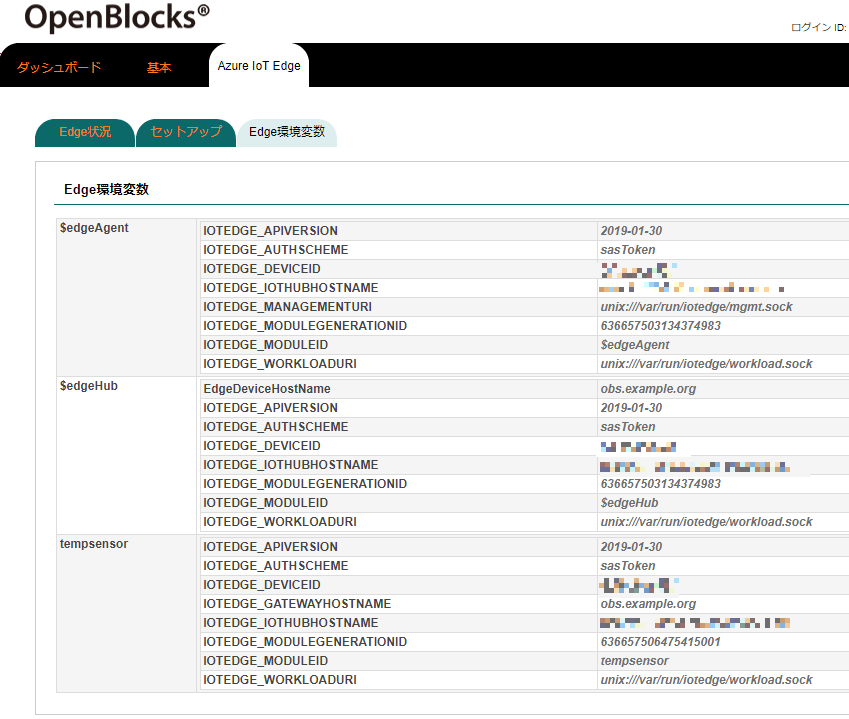 OpenBlocks®
ログイン ID:
ダッシュボード 基本 Azure IoT Edge
Edge状況 セットアップ Edge環境変数
Edge環境変数
$edgeAgent
IOTEDGE_APIVERSION 2019-01-30
IOTEDGE_AUTHSCHEME sasToken
IOTEDGE_DEVICEID
IOTEDGE_IOTHUBHOSTNAME
IOTEDGE_MANAGEMENTURI unix:///var/run/iotedge/mgmt.sock
IOTEDGE_MODULEGENERATIONID 636657503134374983
IOTEDGE_MODULEID $edgeAgent
IOTEDGE_WORKLOADURI unix:///var/run/iotedge/workload.sock
$edgeHub
EdgeDeviceHostName obs.example.org
IOTEDGE_APIVERSION 2019-01-30
IOTEDGE_AUTHSCHEME sasToken
IOTEDGE_DEVICEID
IOTEDGE_IOTHUBHOSTNAME
IOTEDGE_MODULEGENERATIONID 636657503134374983
IOTEDGE_MODULEID $edgeHub
IOTEDGE_WORKLOADURI unix:///var/run/iotedge/workload.sock
tempsensor
IOTEDGE_APIVERSION 2019-01-30
IOTEDGE_AUTHSCHEME sasToken
IOTEDGE_DEVICEID
IOTEDGE_GATEWAYHOSTNAME obs.example.org
IOTEDGE_IOTHUBHOSTNAME
IOTEDGE_MODULEGENERATIONID 636657506475415001
IOTEDGE_MODULEID tempsensor
IOTEDGE_WORKLOADURI unix:///var/run/iotedge/workload.sock